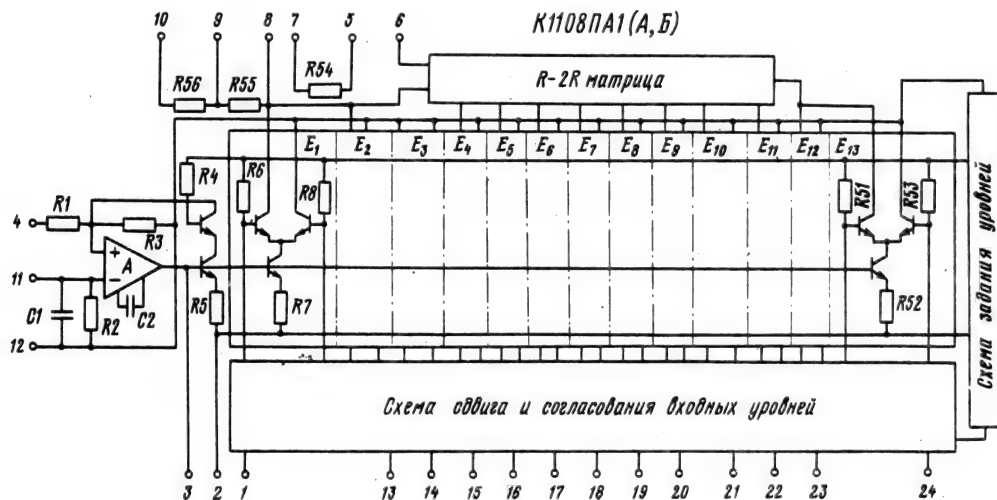 К1108ПА1 (А, Б)
10 9 8 7 5 6
R56 R55 R54
R-2R матрица
E1 E2 E3 E4 E5 E6 E7 E8 E9 E10 E11 E12 E13
R4 R6 R8 R51 R53
4 R1 R3
+
A
-
11
C1 R2 C2 R5 R7 R52
12
Схема задания уровней
Схема сдвига и согласования входных уровней
3 2 1 13 14 15 16 17 18 19 20 21 22 23 24